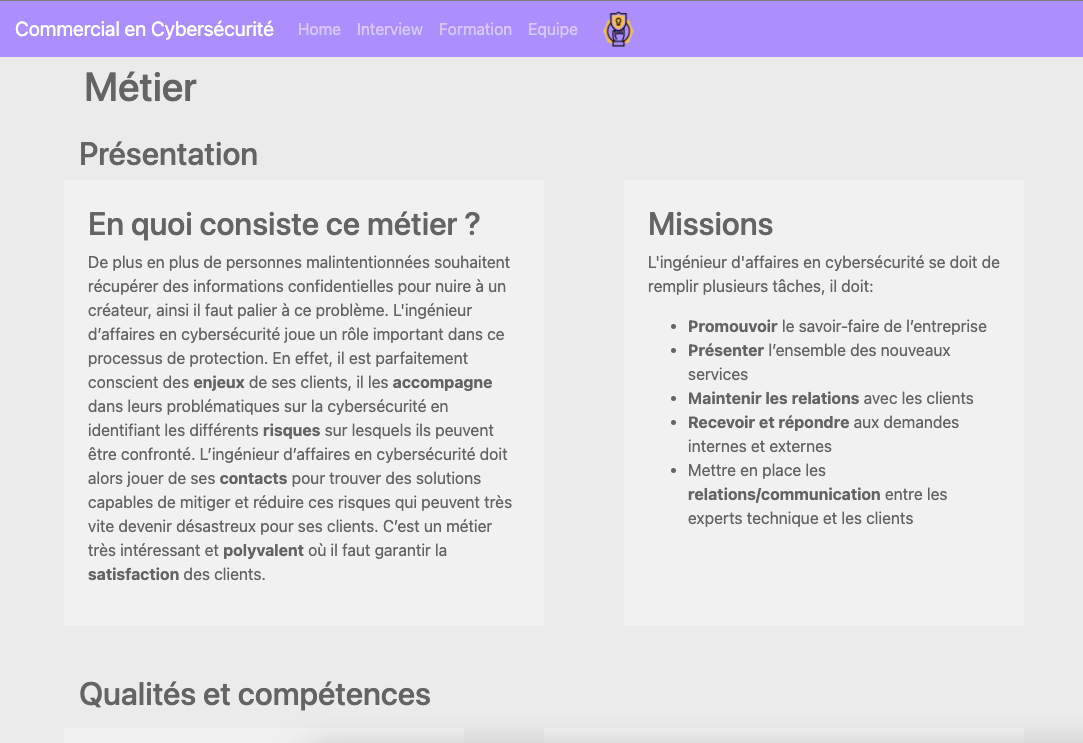 Commercial en Cybersécurité Home Interview Formation Equipe
Métier
Présentation
En quoi consiste ce métier ?
De plus en plus de personnes malintentionnées souhaitent
récupérer des informations confidentielles pour nuire à un
créateur, ainsi il faut palier à ce problème. L'ingénieur
d’affaires en cybersécurité joue un rôle important dans ce
processus de protection. En effet, il est parfaitement
conscient des enjeux de ses clients, il les accompagne
dans leurs problématiques sur la cybersécurité en
identifiant les différents risques sur lesquels ils peuvent
être confronté. L’ingénieur d’affaires en cybersécurité doit
alors jouer de ses contacts pour trouver des solutions
capables de mitiger et réduire ces risques qui peuvent très
vite devenir désastreux pour ses clients. C’est un métier
très intéressant et polyvalent où il faut garantir la
satisfaction des clients.
Missions
L'ingénieur d'affaires en cybersécurité se doit de
remplir plusieurs tâches, il doit:
• Promouvoir le savoir-faire de l’entreprise
• Présenter l’ensemble des nouveaux
services
• Maintenir les relations avec les clients
• Recevoir et répondre aux demandes
internes et externes
• Mettre en place les
relations/communication entre les
experts technique et les clients
Qualités et compétences